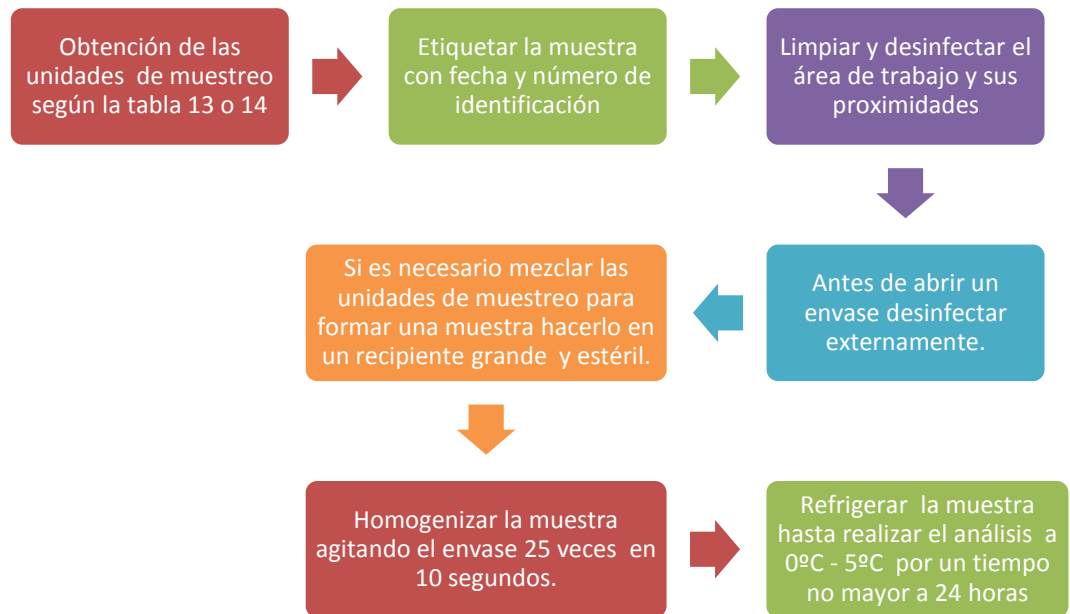 Obtención de las
unidades de muestreo
según la tabla 13 o 14
Etiquetar la muestra
con fecha y número de
identificación
Limpiar y desinfectar el
área de trabajo y sus
proximidades
Antes de abrir un
envase desinfectar
externamente.
Si es necesario mezclar las
unidades de muestreo para
formar una muestra hacerlo en
un recipiente grande y estéril.
Homogenizar la muestra
agitando el envase 25 veces en
10 segundos.
Refrigerar la muestra
hasta realizar el análisis a
0ºC - 5ºC por un tiempo
no mayor a 24 horas